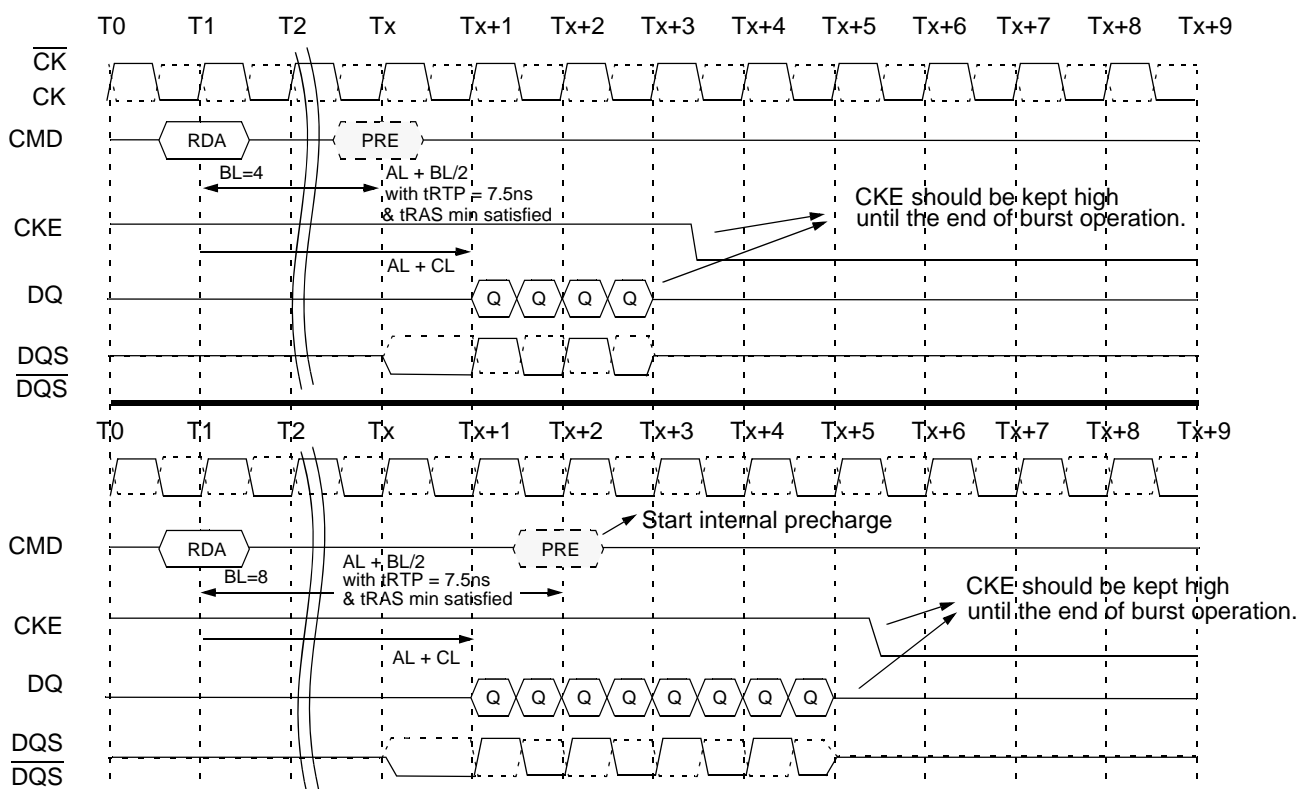 T0 T1 T2 Tx Tx+1 Tx+2 Tx+3 Tx+4 Tx+5 Tx+6 Tx+7 Tx+8 Tx+9
CK
CK
CMD
RDA PRE
BL=4
AL + BL/2
with tRTP = 7.5ns
& tRAS min satisfied
CKE should be kept high
until the end of burst operation.
CKE
AL + CL
DQ
Q Q Q Q
DQS
DQS
T0 T1 T2 Tx Tx+1 Tx+2 Tx+3 Tx+4 Tx+5 Tx+6 Tx+7 Tx+8 Tx+9
Start internal precharge
CMD
RDA PRE
BL=8
AL + BL/2
with tRTP = 7.5ns
& tRAS min satisfied
CKE should be kept high
until the end of burst operation.
CKE
AL + CL
DQ
Q Q Q Q Q Q Q Q
DQS
DQS